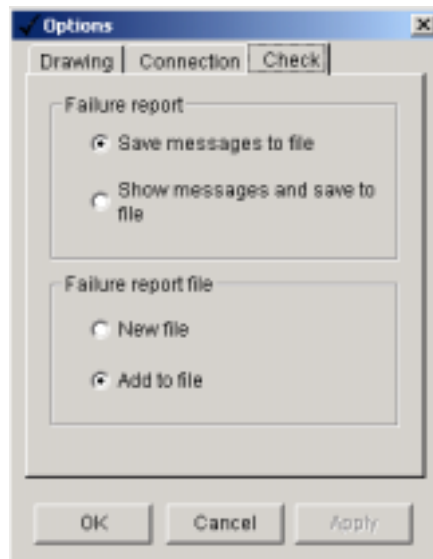 Options
Drawing Connection Check
Failure report
Save messages to file
Show messages and save to
file
Failure report file
New file
Add to file
OK Cancel Apply